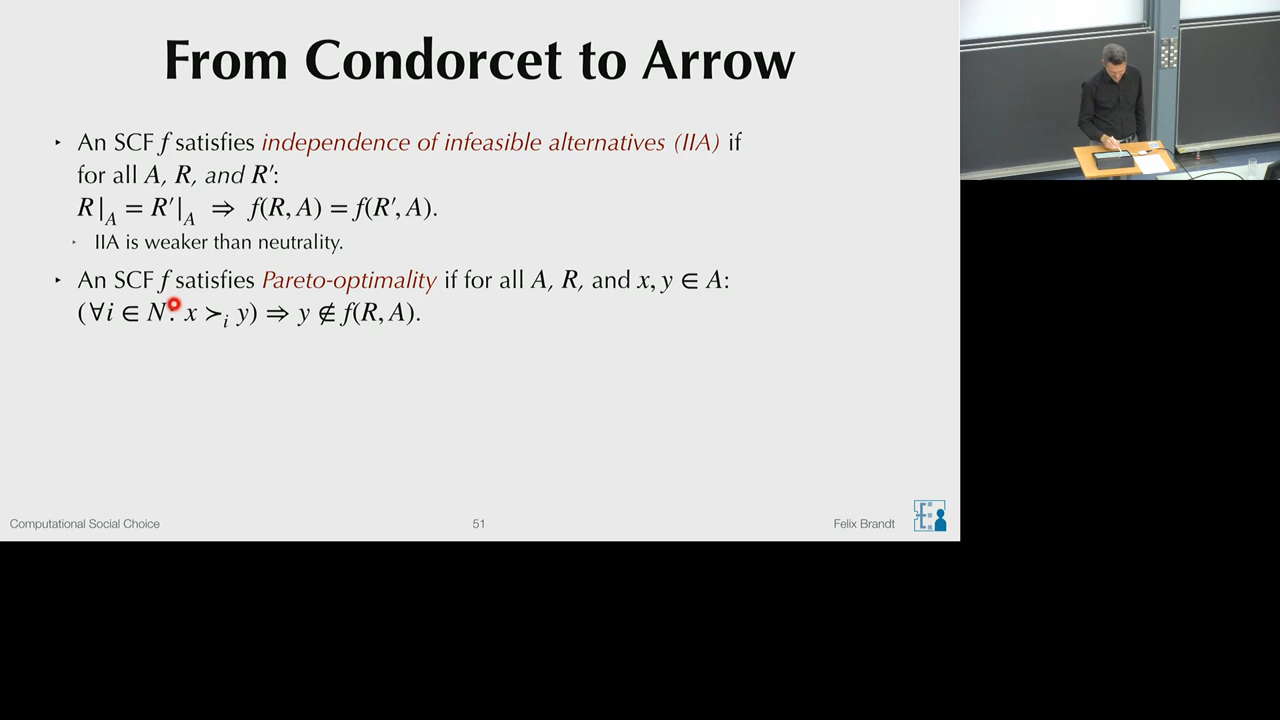 From Condorcet to Arrow
‣ An SCF f satisfies independence of infeasible alternatives (IIA) if
for all A, R, and R′:
R|_A = R′|_A ⇒ f(R, A) = f(R′, A).
‣ IIA is weaker than neutrality.
‣ An SCF f satisfies Pareto-optimality if for all A, R, and x, y ∈ A:
(∀i ∈ N: x ≻_i y) ⇒ y ∉ f(R, A).
Computational Social Choice 51 Felix Brandt